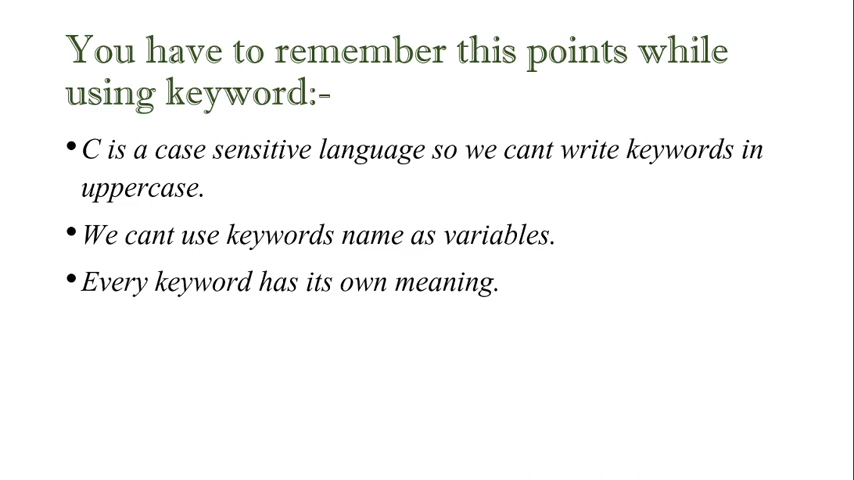 You have to remember this points while
using keyword:-
•C is a case sensitive language so we cant write keywords in
uppercase.
•We cant use keywords name as variables.
•Every keyword has its own meaning.